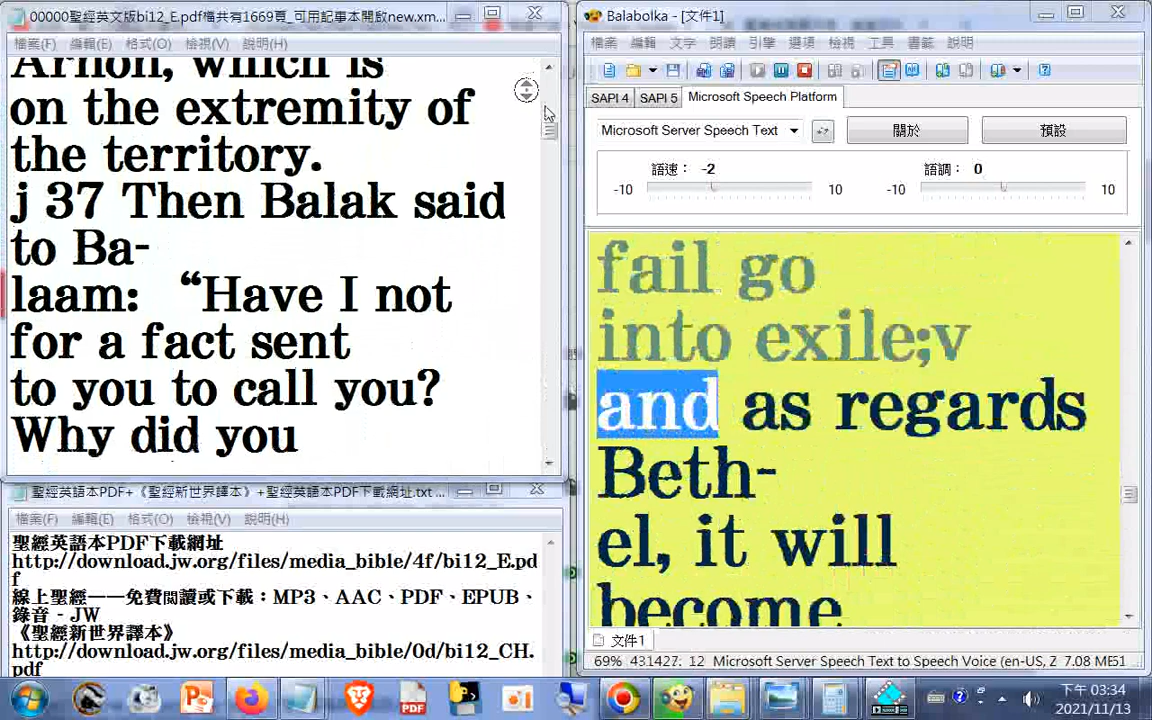 00000聖經英文版bi12_E.pdf檔共有1669頁_可用記事本開啟new.xm...
檔案(F) 編輯(E) 格式(O) 檢視(V) 說明(H)
Arnon, which is
on the extremity of
the territory.
j 37 Then Balak said
to Ba-
laam: “Have I not
for a fact sent
to you to call you?
Why did you
聖經英語本PDF+《聖經新世界譯本》+聖經英語本PDF下載網址.txt ...
檔案(F) 編輯(E) 格式(O) 檢視(V) 說明(H)
聖經英語本PDF下載網址
http://download.jw.org/files/media_bible/4f/bi12_E.pd
f
線上聖經——免費閱讀或下載：MP3、AAC、PDF、EPUB、
錄音 - JW
《聖經新世界譯本》
http://download.jw.org/files/media_bible/0d/bi12_CH.
pdf
Balabolka - [文件1]
檔案 編輯 文字 朗讀 引擎 選項 檢視 工具 書籤 說明
SAPI 4 SAPI 5 Microsoft Speech Platform
Microsoft Server Speech Text 關於 預設
語速： -2 語調： 0
-10 10 -10 10
fail go
into exile;v
and as regards
Beth-
el, it will
become
文件1
69% 431427: 12 Microsoft Server Speech Text to Speech Voice (en-US, Z 7.08 ME51
PDF
下午 03:34
2021/11/13